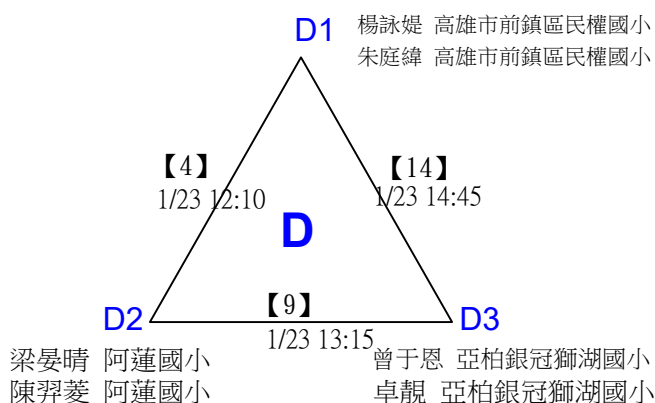 D1
楊詠媞 高雄市前鎮區民權國小
朱庭緯 高雄市前鎮區民權國小
【4】
1/23 12:10
【14】
1/23 14:45
D
D2
【9】
1/23 13:15
D3
梁晏晴 阿蓮國小
陳羿菱 阿蓮國小
曾于恩 亞柏銀冠獅湖國小
卓靚 亞柏銀冠獅湖國小